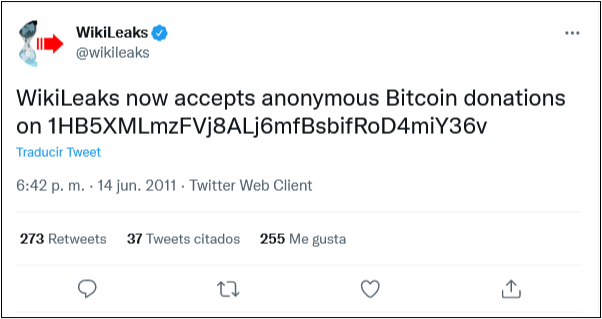 WikiLeaks
@wikileaks
WikiLeaks now accepts anonymous Bitcoin donations
on 1HB5XMLmzFVj8ALj6mfBsbifRoD4miY36v
Traducir Tweet
6:42 p. m. · 14 jun. 2011 · Twitter Web Client
273 Retweets 37 Tweets citados 255 Me gusta